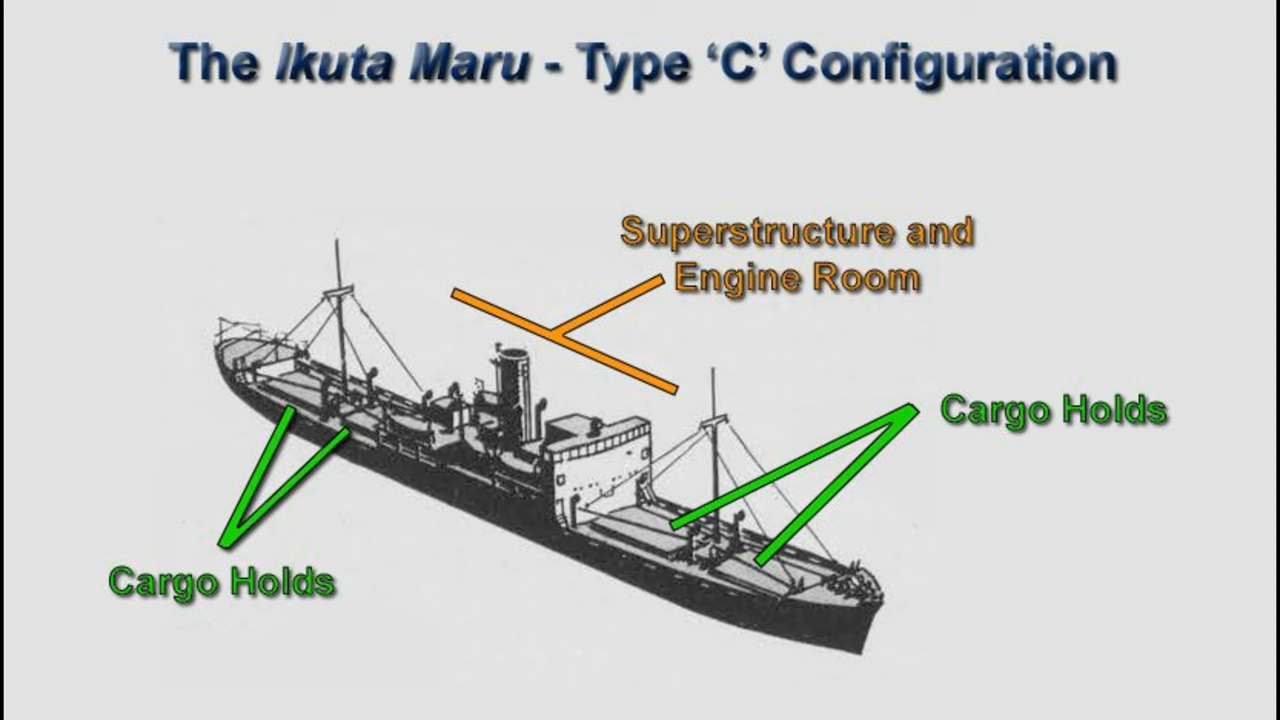 The Ikuta Maru - Type ‘C’ Configuration
Superstructure and
Engine Room
Cargo Holds
Cargo Holds